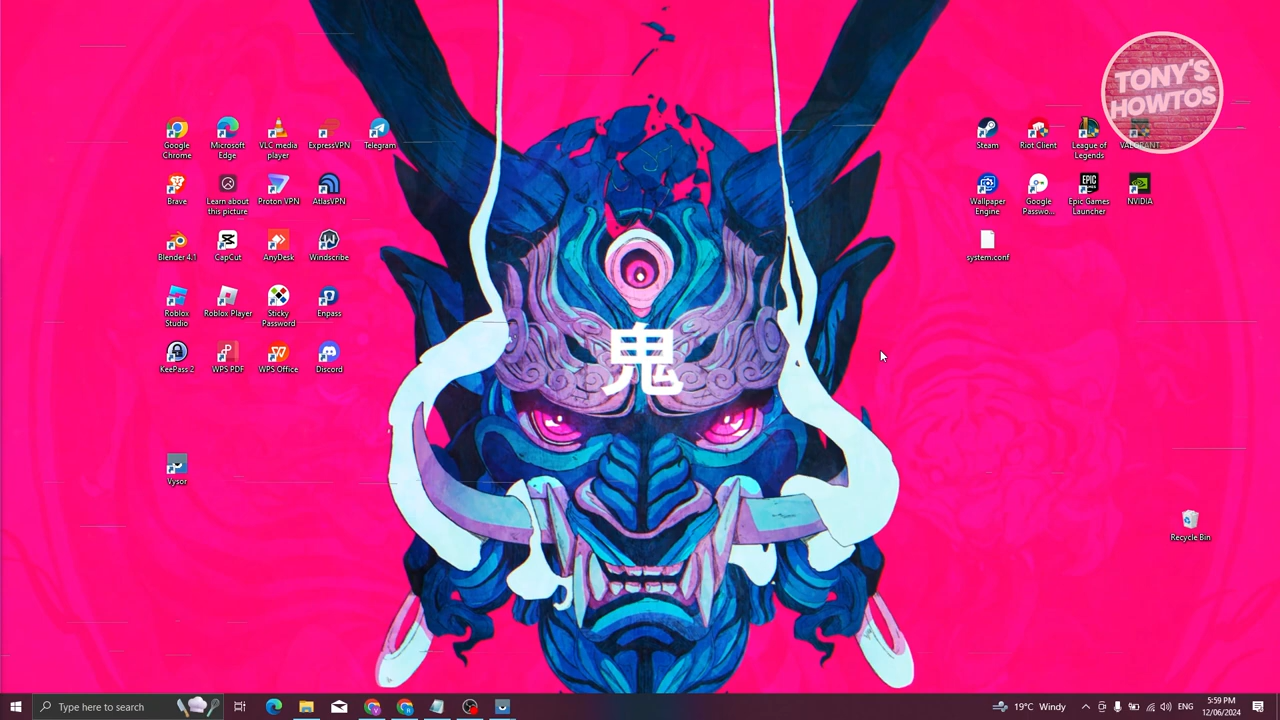 TONY'S
HOWTOS
Google
Chrome
Microsoft
Edge
VLC media
player
ExpressVPN
Telegram
Steam
Riot Client
League of
Legends
VALORANT
Brave
Learn about
this picture
Proton VPN
AtlasVPN
Wallpaper
Engine
Google
Passwo...
Epic Games
Launcher
NVIDIA
Blender 4.1
CapCut
AnyDesk
Windscribe
system.conf
Roblox
Studio
Roblox Player
Sticky
Password
Enpass
鬼
KeePass 2
WPS PDF
WPS Office
Discord
Vysor
Recycle Bin
Type here to search
19°C Windy
ENG
5:59 PM
12/06/2024